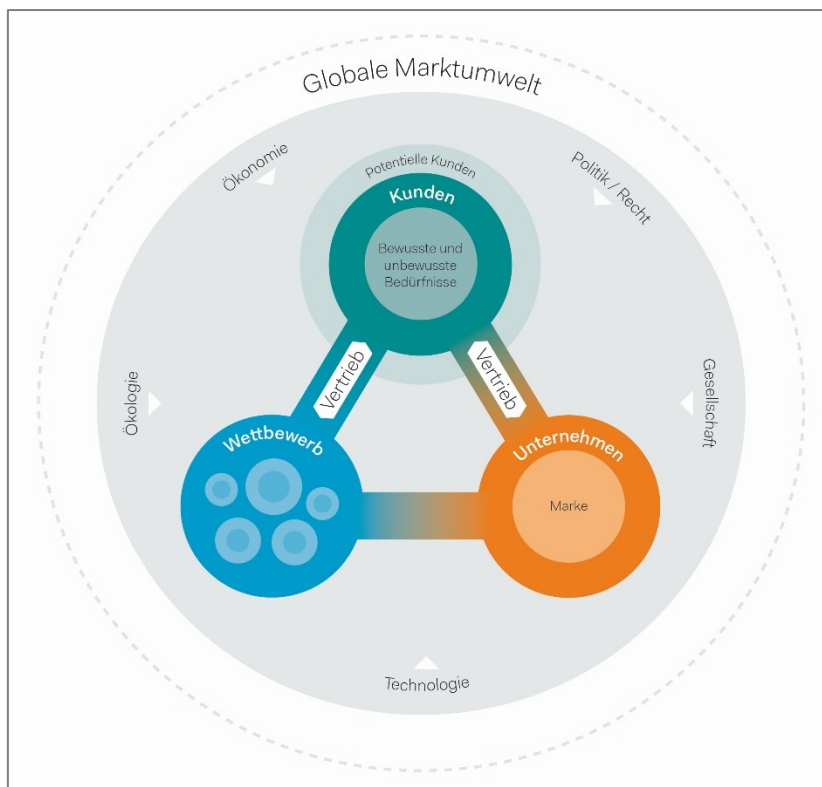 Globale Marktumwelt
Ökonomie
Politik / Recht
Potentielle Kunden
Kunden
Bewusste und
unbewusste
Bedürfnisse
Vertrieb
Vertrieb
Ökologie
Gesellschaft
Wettbewerb
Unternehmen
Marke
Technologie